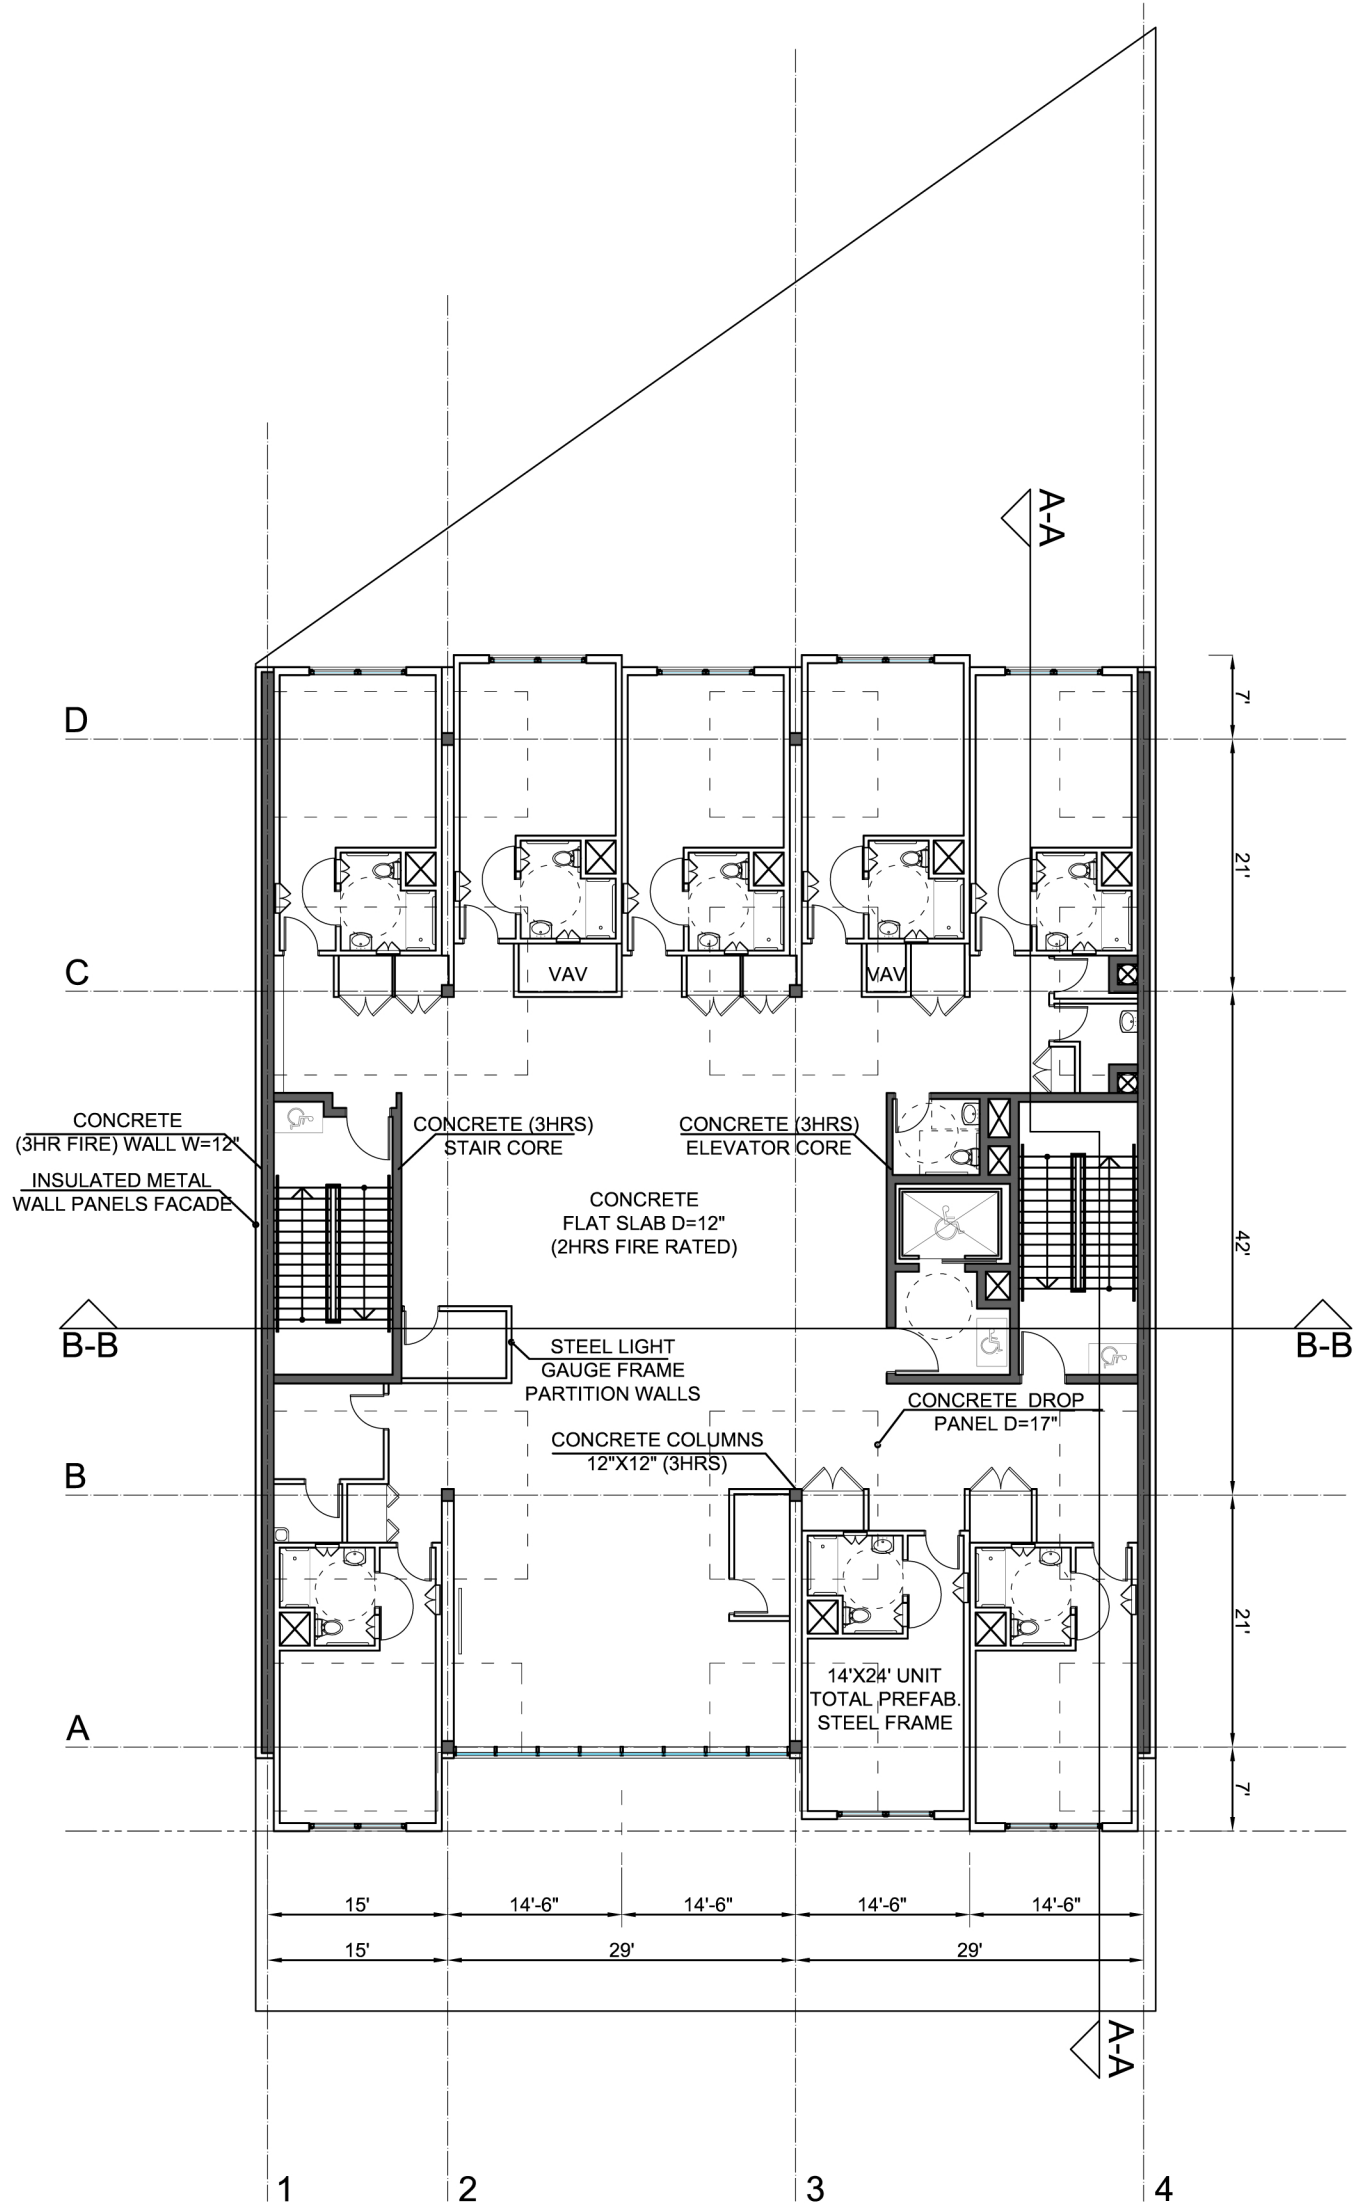 A-A
D
7'
21'
C
VAV
VAV
CONCRETE
(3HR FIRE) WALL W=12"
INSULATED METAL
WALL PANELS FACADE
CONCRETE (3HRS)
STAIR CORE
CONCRETE (3HRS)
ELEVATOR CORE
CONCRETE
FLAT SLAB D=12"
(2HRS FIRE RATED)
42'
B-B
B-B
STEEL LIGHT
GAUGE FRAME
PARTITION WALLS
CONCRETE DROP
PANEL D=17"
CONCRETE COLUMNS
12"X12" (3HRS)
B
21'
14'X24' UNIT
TOTAL PREFAB.
STEEL FRAME
A
7'
15'
14'-6"
14'-6"
14'-6"
14'-6"
15'
29'
29'
A-A
1
2
3
4